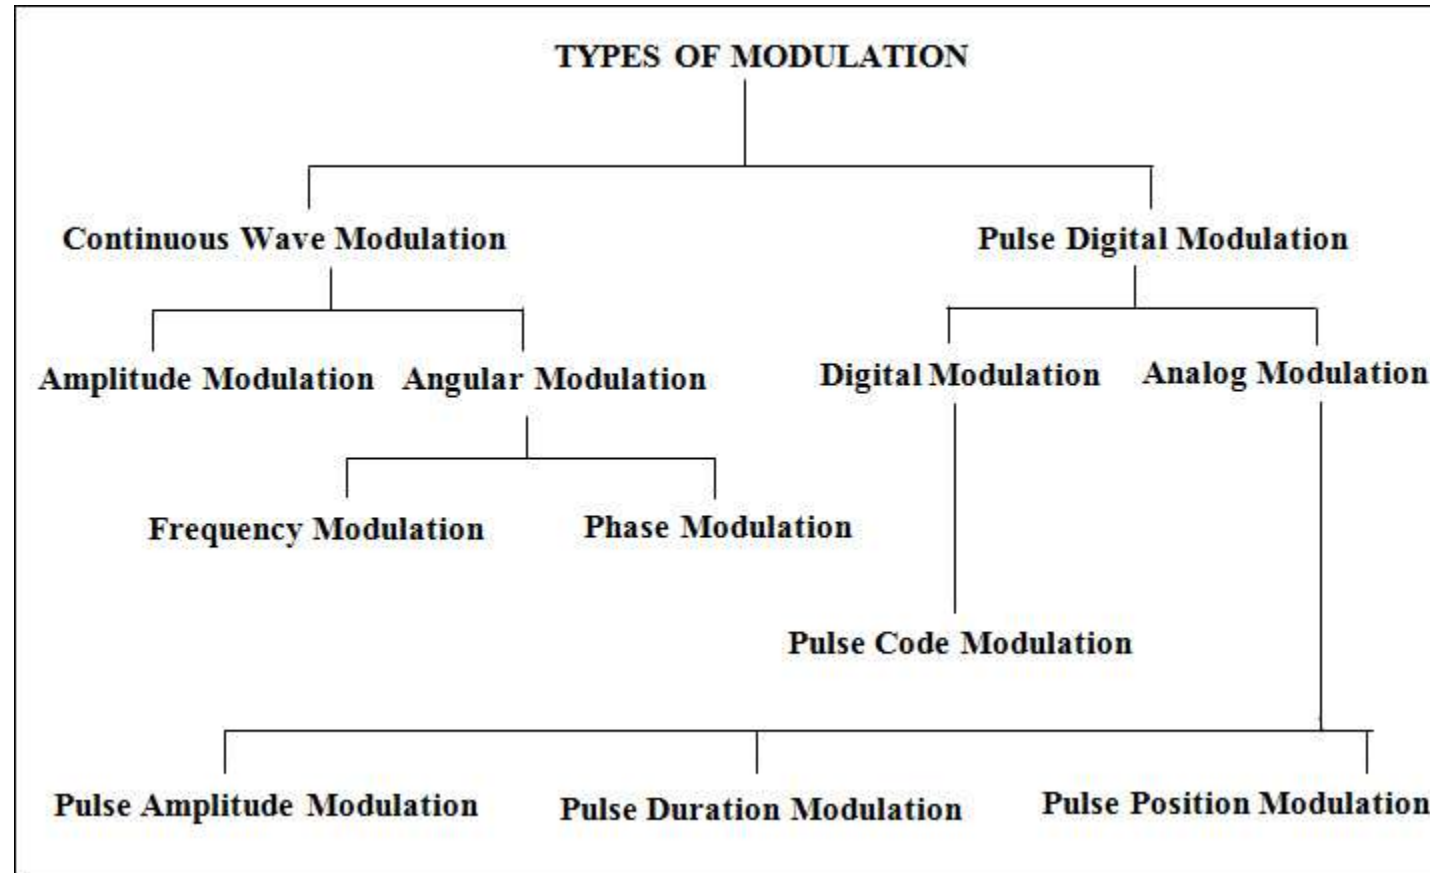 TYPES OF MODULATION
Continuous Wave Modulation
Pulse Digital Modulation
Amplitude Modulation
Angular Modulation
Digital Modulation
Analog Modulation
Frequency Modulation
Phase Modulation
Pulse Code Modulation
Pulse Amplitude Modulation
Pulse Duration Modulation
Pulse Position Modulation